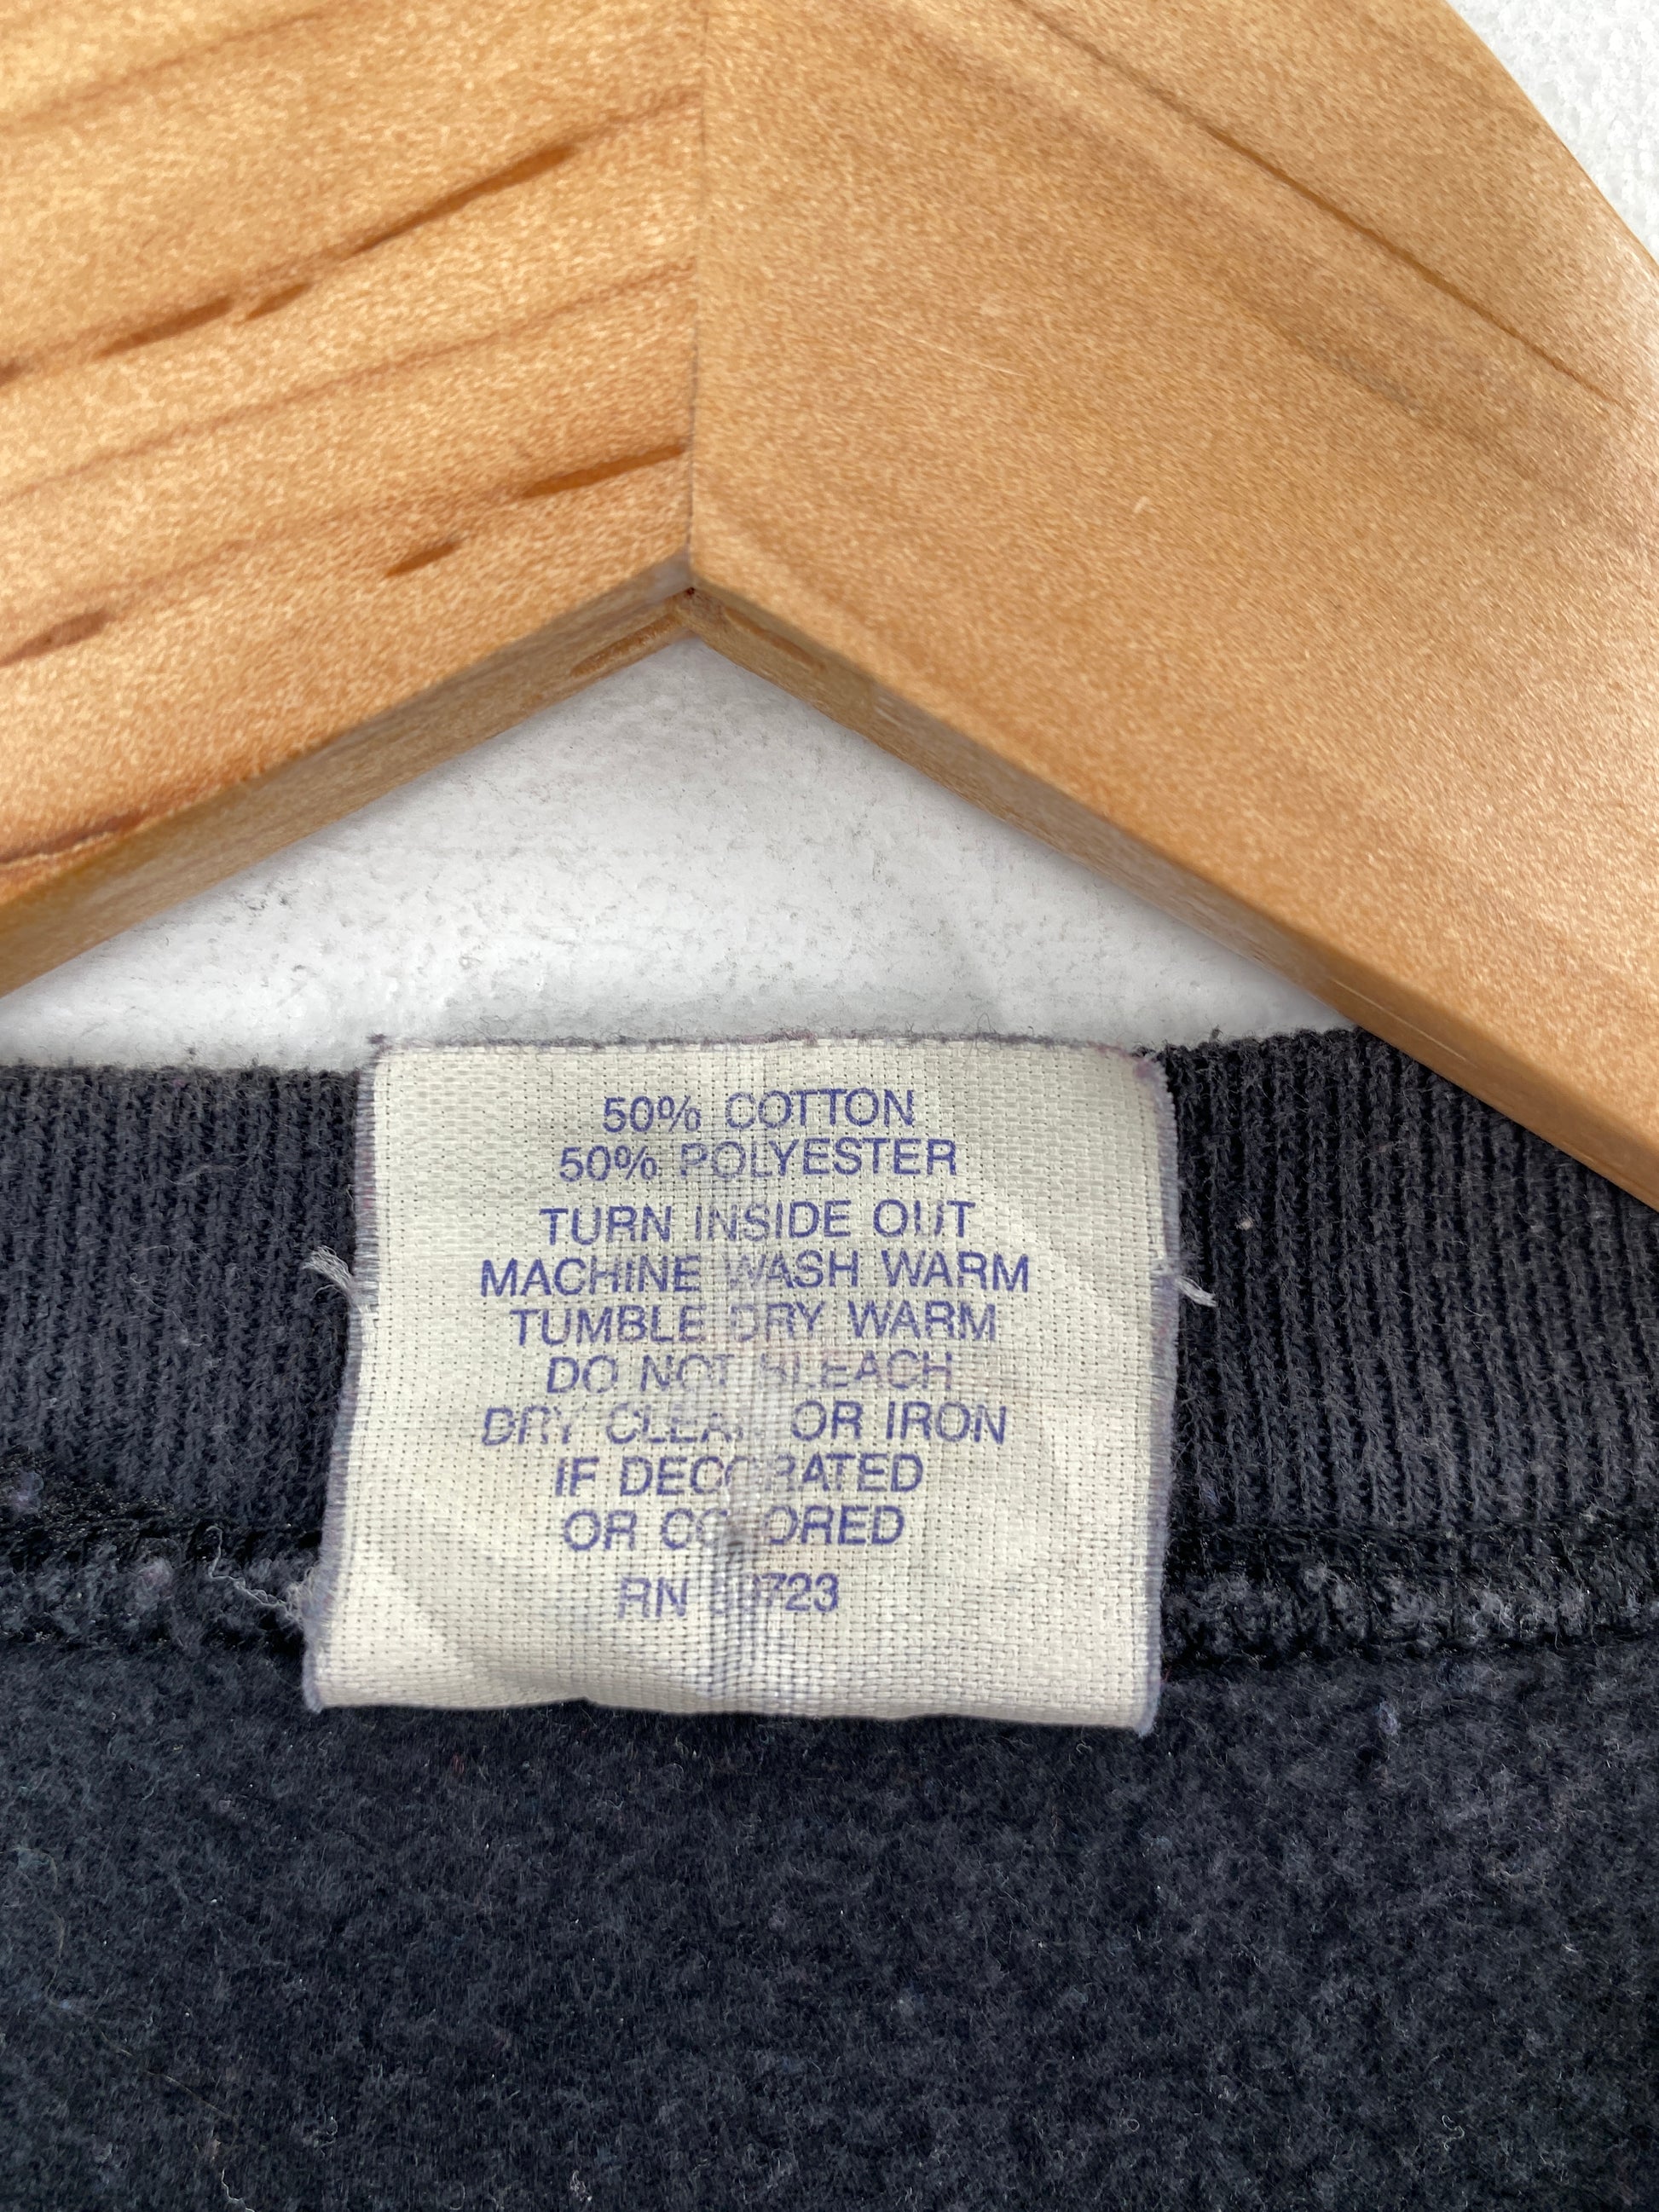 50% COTTON
50% POLYESTER
TURN INSIDE OUT
MACHINE WASH WARM
TUMBLE DRY WARM
DO NOT BLEACH
DRY CLEAN OR IRON
IF DECORATED
OR COLORED
RN